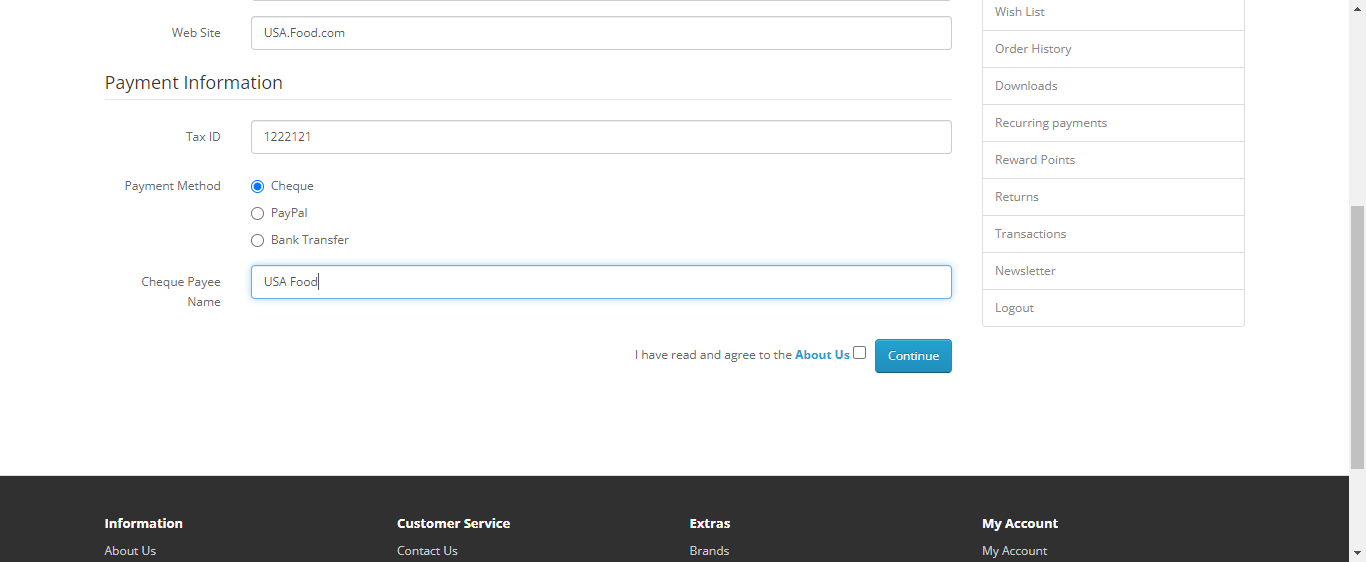 Web Site
USA.Food.com
Payment Information
Tax ID
1222121
Payment Method
Cheque
PayPal
Bank Transfer
Cheque Payee
Name
USA Food
I have read and agree to the About Us
Continue
Wish List
Order History
Downloads
Recurring payments
Reward Points
Returns
Transactions
Newsletter
Logout
Information
About Us
Customer Service
Contact Us
Extras
Brands
My Account
My Account